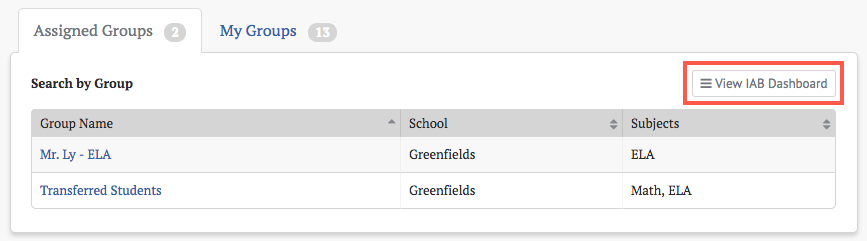 Assigned Groups 2 My Groups 13
Search by Group View IAB Dashboard
Group Name School Subjects
Mr. Ly - ELA Greenfields ELA
Transferred Students Greenfields Math, ELA